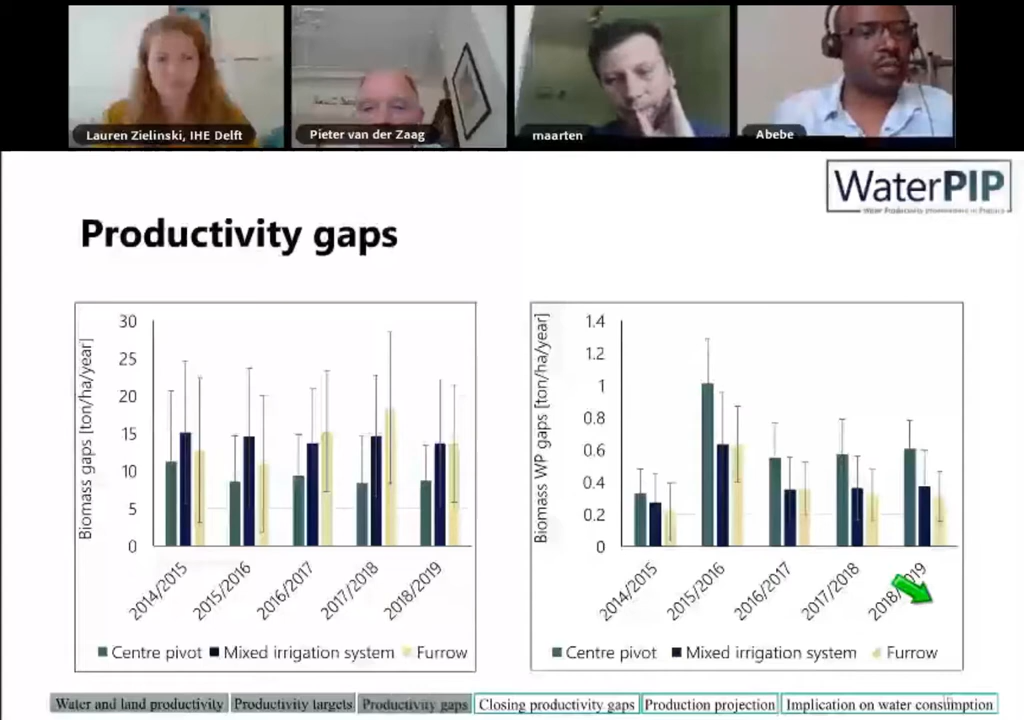 Lauren Zielinski, IHE Delft
Pieter van der Zaag
maarten
Abebe
WaterPIP
Productivity gaps
Biomass gaps [ton/ha/year]
30
25
20
15
10
5
0
2014/2015
2015/2016
2016/2017
2017/2018
2018/2019
Centre pivot
Mixed irrigation system
Furrow
Biomass WP gaps [ton/ha/year]
1.4
1.2
1
0.8
0.6
0.4
0.2
0
2014/2015
2015/2016
2016/2017
2017/2018
2018/2019
Centre pivot
Mixed irrigation system
Furrow
Water and land productivity
Productivity targets
Productivity gaps
Closing productivity gaps
Production projection
Implication on water consumption